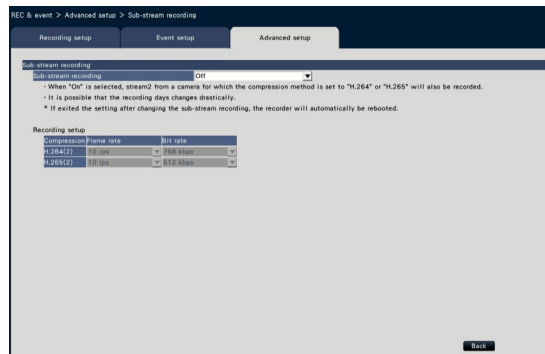 REC & event > Advanced setup > Sub-stream recording
Recording setup Event setup Advanced setup
Sub-stream recording
Sub-stream recording Off
· When "On" is selected, stream2 from a camera for which the compression method is set to "H.264" or "H.265" will also be recorded.
· It is possible that the recording days changes drastically.
* If exited the setting after changing the sub-stream recording, the recorder will automatically be rebooted.
Recording setup
Compression Frame rate Bit rate
H.264(2) 10 ips 768 kbps
H.265(2) 10 ips 512 kbps
Back